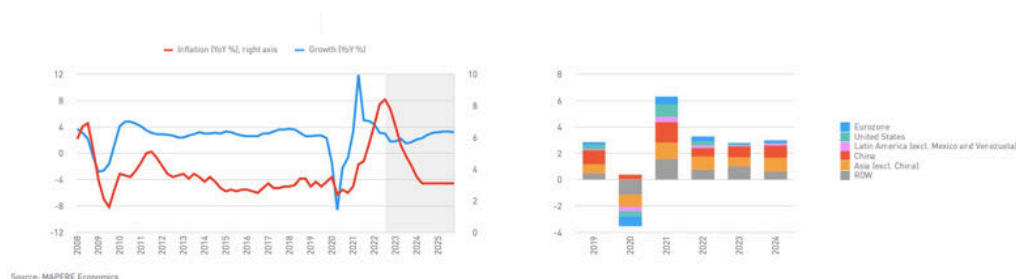 Inflation (YoY %), right axis Growth (YoY %)
12 10
8 8
4 6
0
-4 4
-8 2
-12 0
2008 2009 2010 2011 2012 2013 2014 2015 2016 2017 2018 2019 2020 2021 2022 2023 2024 2025
8
6
4
2
0
-2
-4
2019 2020 2021 2022 2023 2024
Eurozone
United States
Latin America (excl. Mexico and Venezuela)
China
Asia (excl. China)
ROW
Source: MAPFRE Economics